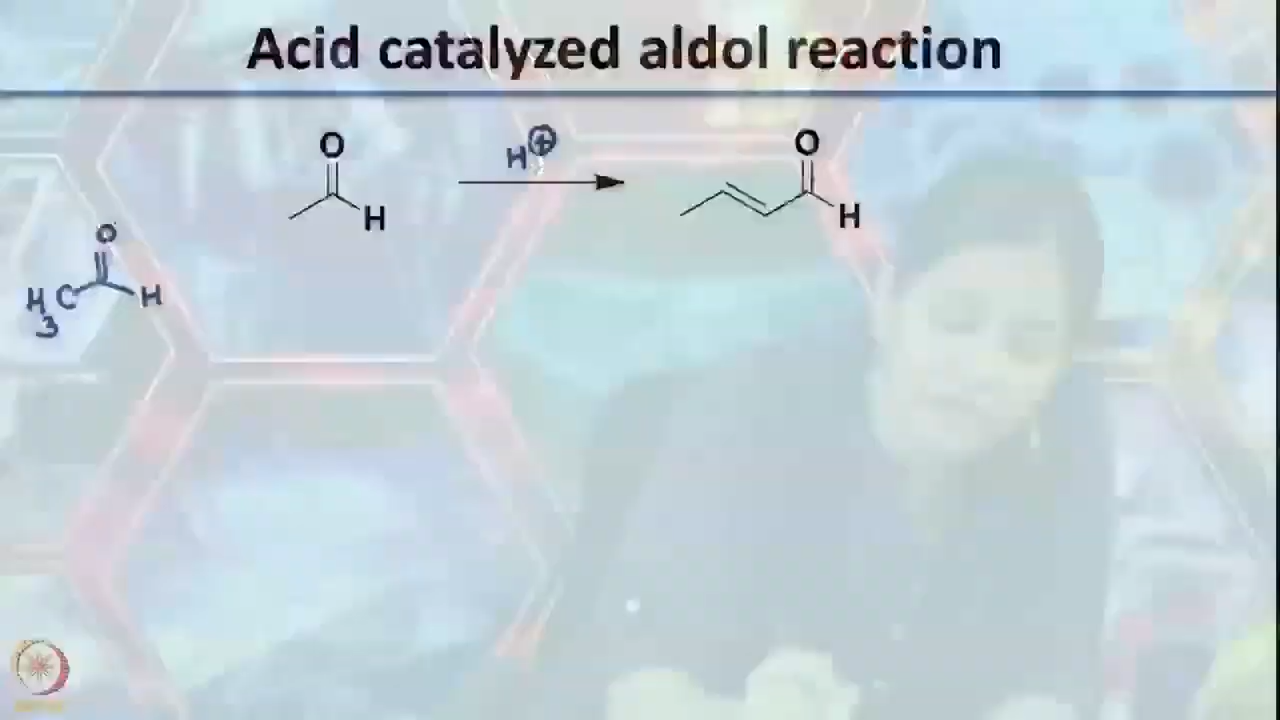 Acid catalyzed aldol reaction
O
H
H⊕
O
H
O
H₃C H